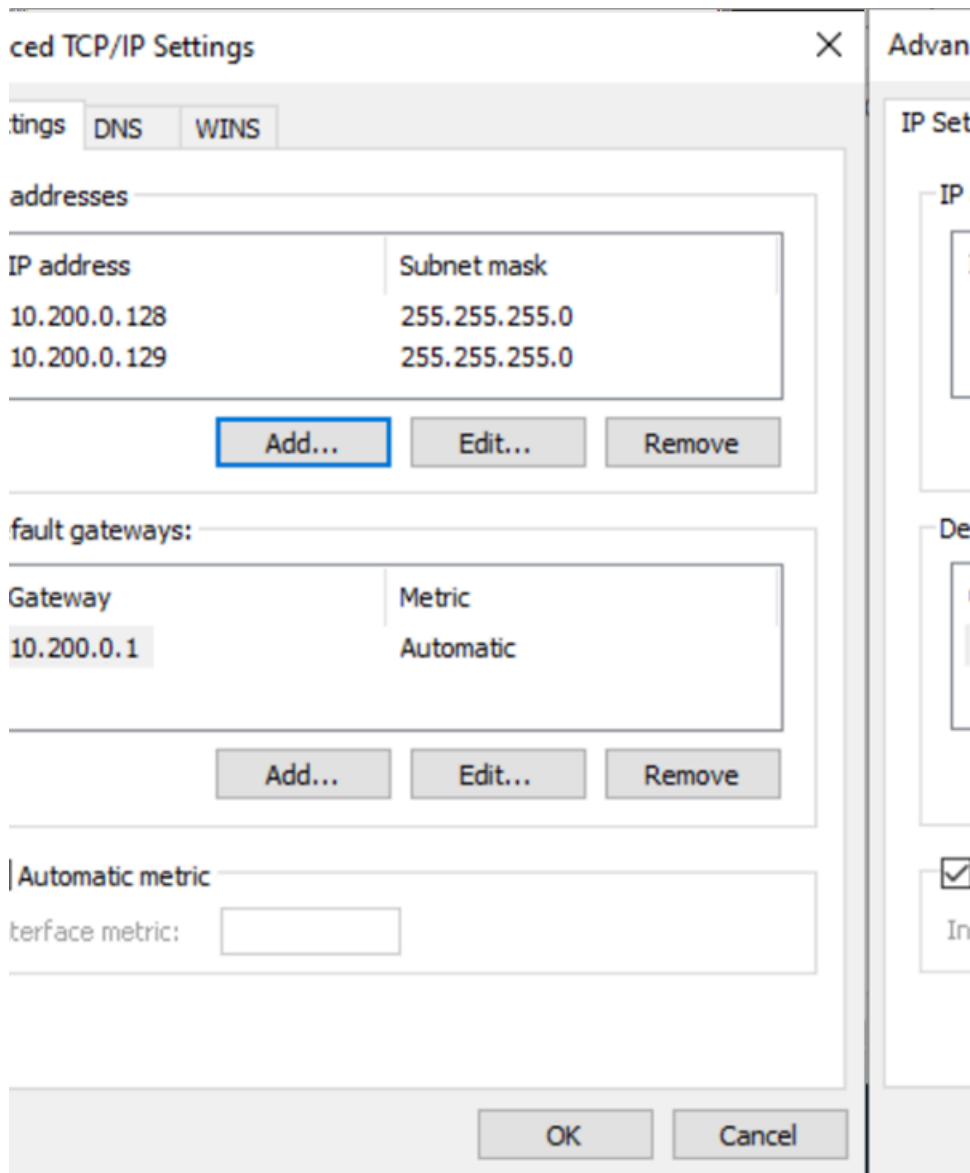 ced TCP/IP Settings
tings DNS WINS
addresses
IP address Subnet mask
10.200.0.128 255.255.255.0
10.200.0.129 255.255.255.0
Add... Edit... Remove
fault gateways:
Gateway Metric
10.200.0.1 Automatic
Add... Edit... Remove
Automatic metric
terface metric:
OK Cancel
Advan
IP Set
IP
De
In